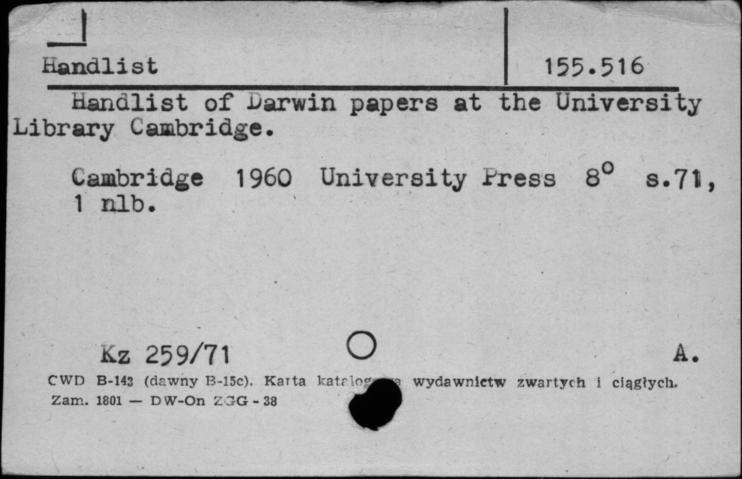 Handlist 155.516
Handlist of Darwin papers at the University
Library Cambridge.
Cambridge 1960 University Press 8° s.71,
1 nlb.
Kz 259/71 A.
CWD B-143 (dawny B-15c). Karta wydawnictw zwartych i ciągłych.
Zam. 1801 — DW-On ZGG - 38